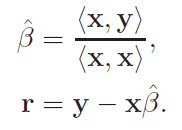 β̂ = ⟨x, y⟩ / ⟨x, x⟩,
r = y − xβ̂.